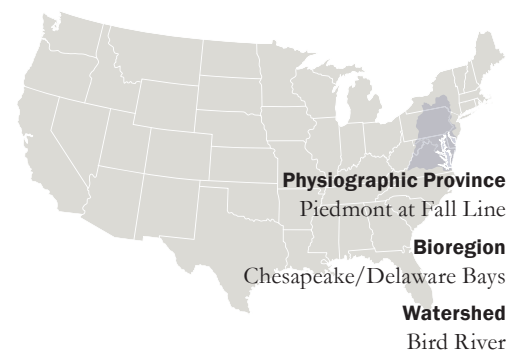 Physiographic Province
Piedmont at Fall Line
Bioregion
Chesapeake/Delaware Bays
Watershed
Bird River